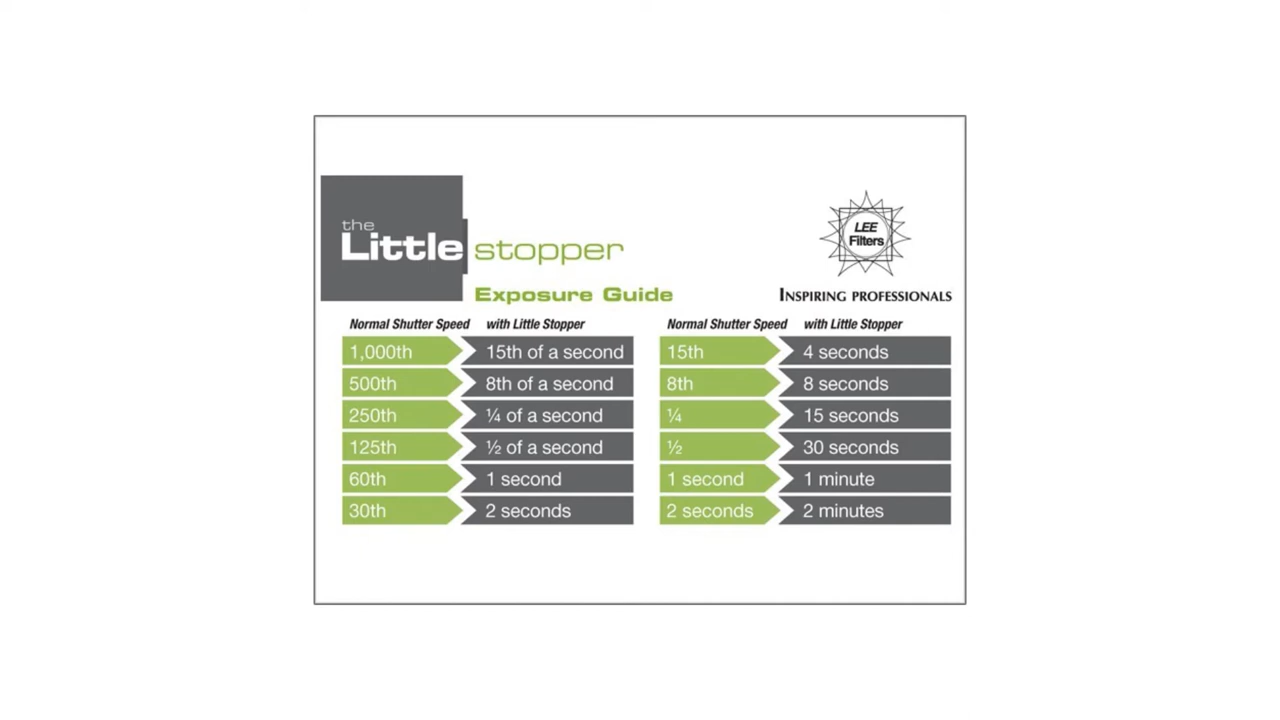 the
Little stopper
Exposure Guide
LEE
Filters
INSPIRING PROFESSIONALS
Normal Shutter Speed with Little Stopper
1,000th 15th of a second
500th 8th of a second
250th ¼ of a second
125th ½ of a second
60th 1 second
30th 2 seconds
Normal Shutter Speed with Little Stopper
15th 4 seconds
8th 8 seconds
¼ 15 seconds
½ 30 seconds
1 second 1 minute
2 seconds 2 minutes